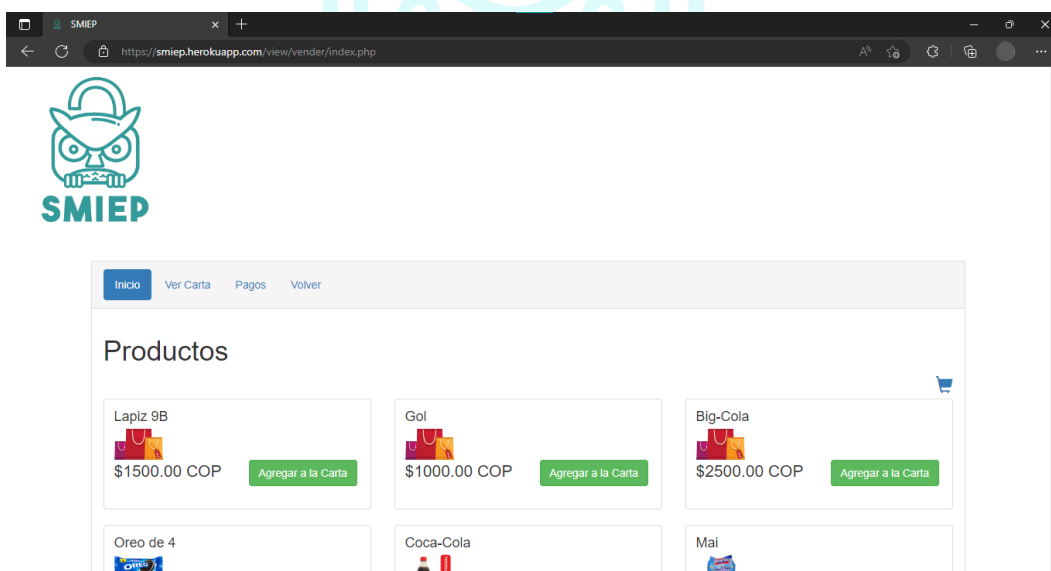 SMIEP
https://smiep.herokuapp.com/view/vender/index.php
SMIEP
Inicio Ver Carta Pagos Volver
Productos
Lapiz 9B
$1500.00 COP Agregar a la Carta
Gol
$1000.00 COP Agregar a la Carta
Big-Cola
$2500.00 COP Agregar a la Carta
Oreo de 4
OREO
Coca-Cola
Mai